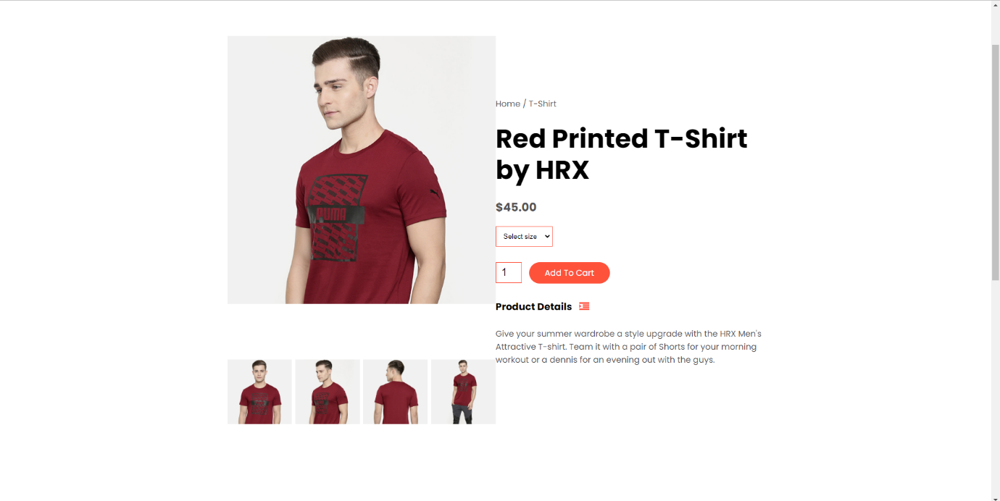 PUMA
Home / T-Shirt
Red Printed T-Shirt
by HRX
$45.00
Select size
1
Add To Cart
Product Details
Give your summer wardrobe a style upgrade with the HRX Men's
Attractive T-shirt. Team it with a pair of Shorts for your morning
workout or a dennis for an evening out with the guys.